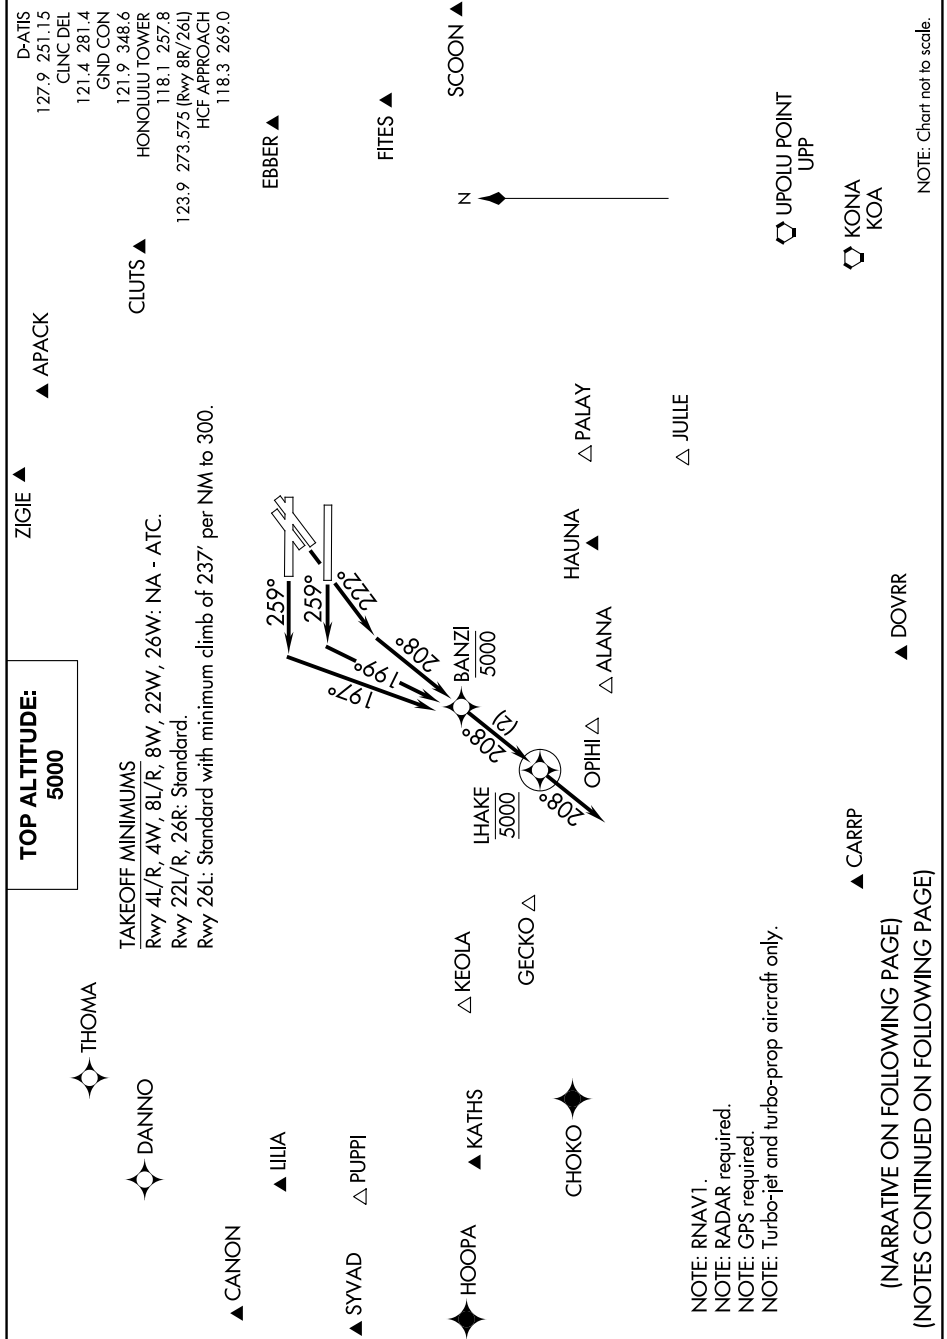 TOP ALTITUDE:
5000
D-ATIS
127.9 251.15
CLNC DEL
121.4 281.4
GND CON
121.9 348.6
HONOLULU TOWER
118.1 257.8
123.9 273.575 (Rwy 8R/26L)
HCF APPROACH
118.3 269.0
TAKEOFF MINIMUMS
Rwy 4L/R, 4W, 8L/R, 8W, 22W, 26W: NA - ATC.
Rwy 22L/R, 26R: Standard.
Rwy 26L: Standard with minimum climb of 237' per NM to 300.
ZIGIE
APACK
THOMA
DANNO
CLUTS
CANON
LILIA
EBBER
SYVAD
PUPPI
FITES
259°
259°
222°
197°
199°
208°
BANZI
5000
208°
(2)
LHAKE
5000
208°
SCOON
N
HOOPA
KATHS
KEOLA
GECKO
CHOKO
OPIHI
ALANA
HAUNA
PALAY
JULLE
UPOLU POINT
UPP
KONA
KOA
CARRP
DOVRR
NOTE: RNAV1.
NOTE: RADAR required.
NOTE: GPS required.
NOTE: Turbo-jet and turbo-prop aircraft only.
(NARRATIVE ON FOLLOWING PAGE)
(NOTES CONTINUED ON FOLLOWING PAGE)
NOTE: Chart not to scale.